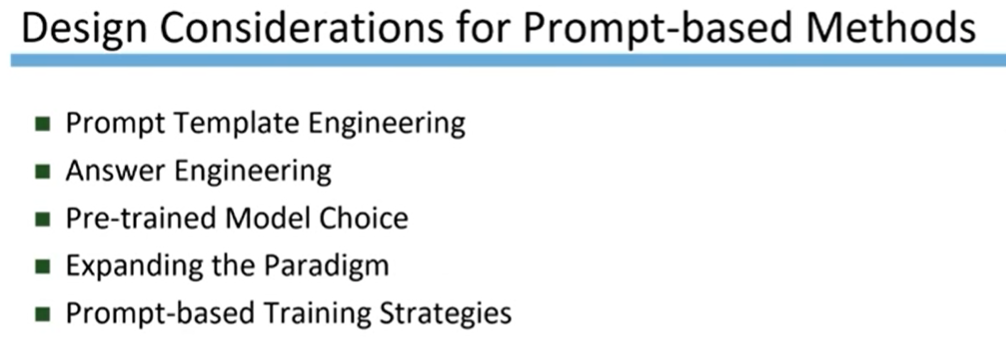 Design Considerations for Prompt-based Methods
Prompt Template Engineering
Answer Engineering
Pre-trained Model Choice
Expanding the Paradigm
Prompt-based Training Strategies